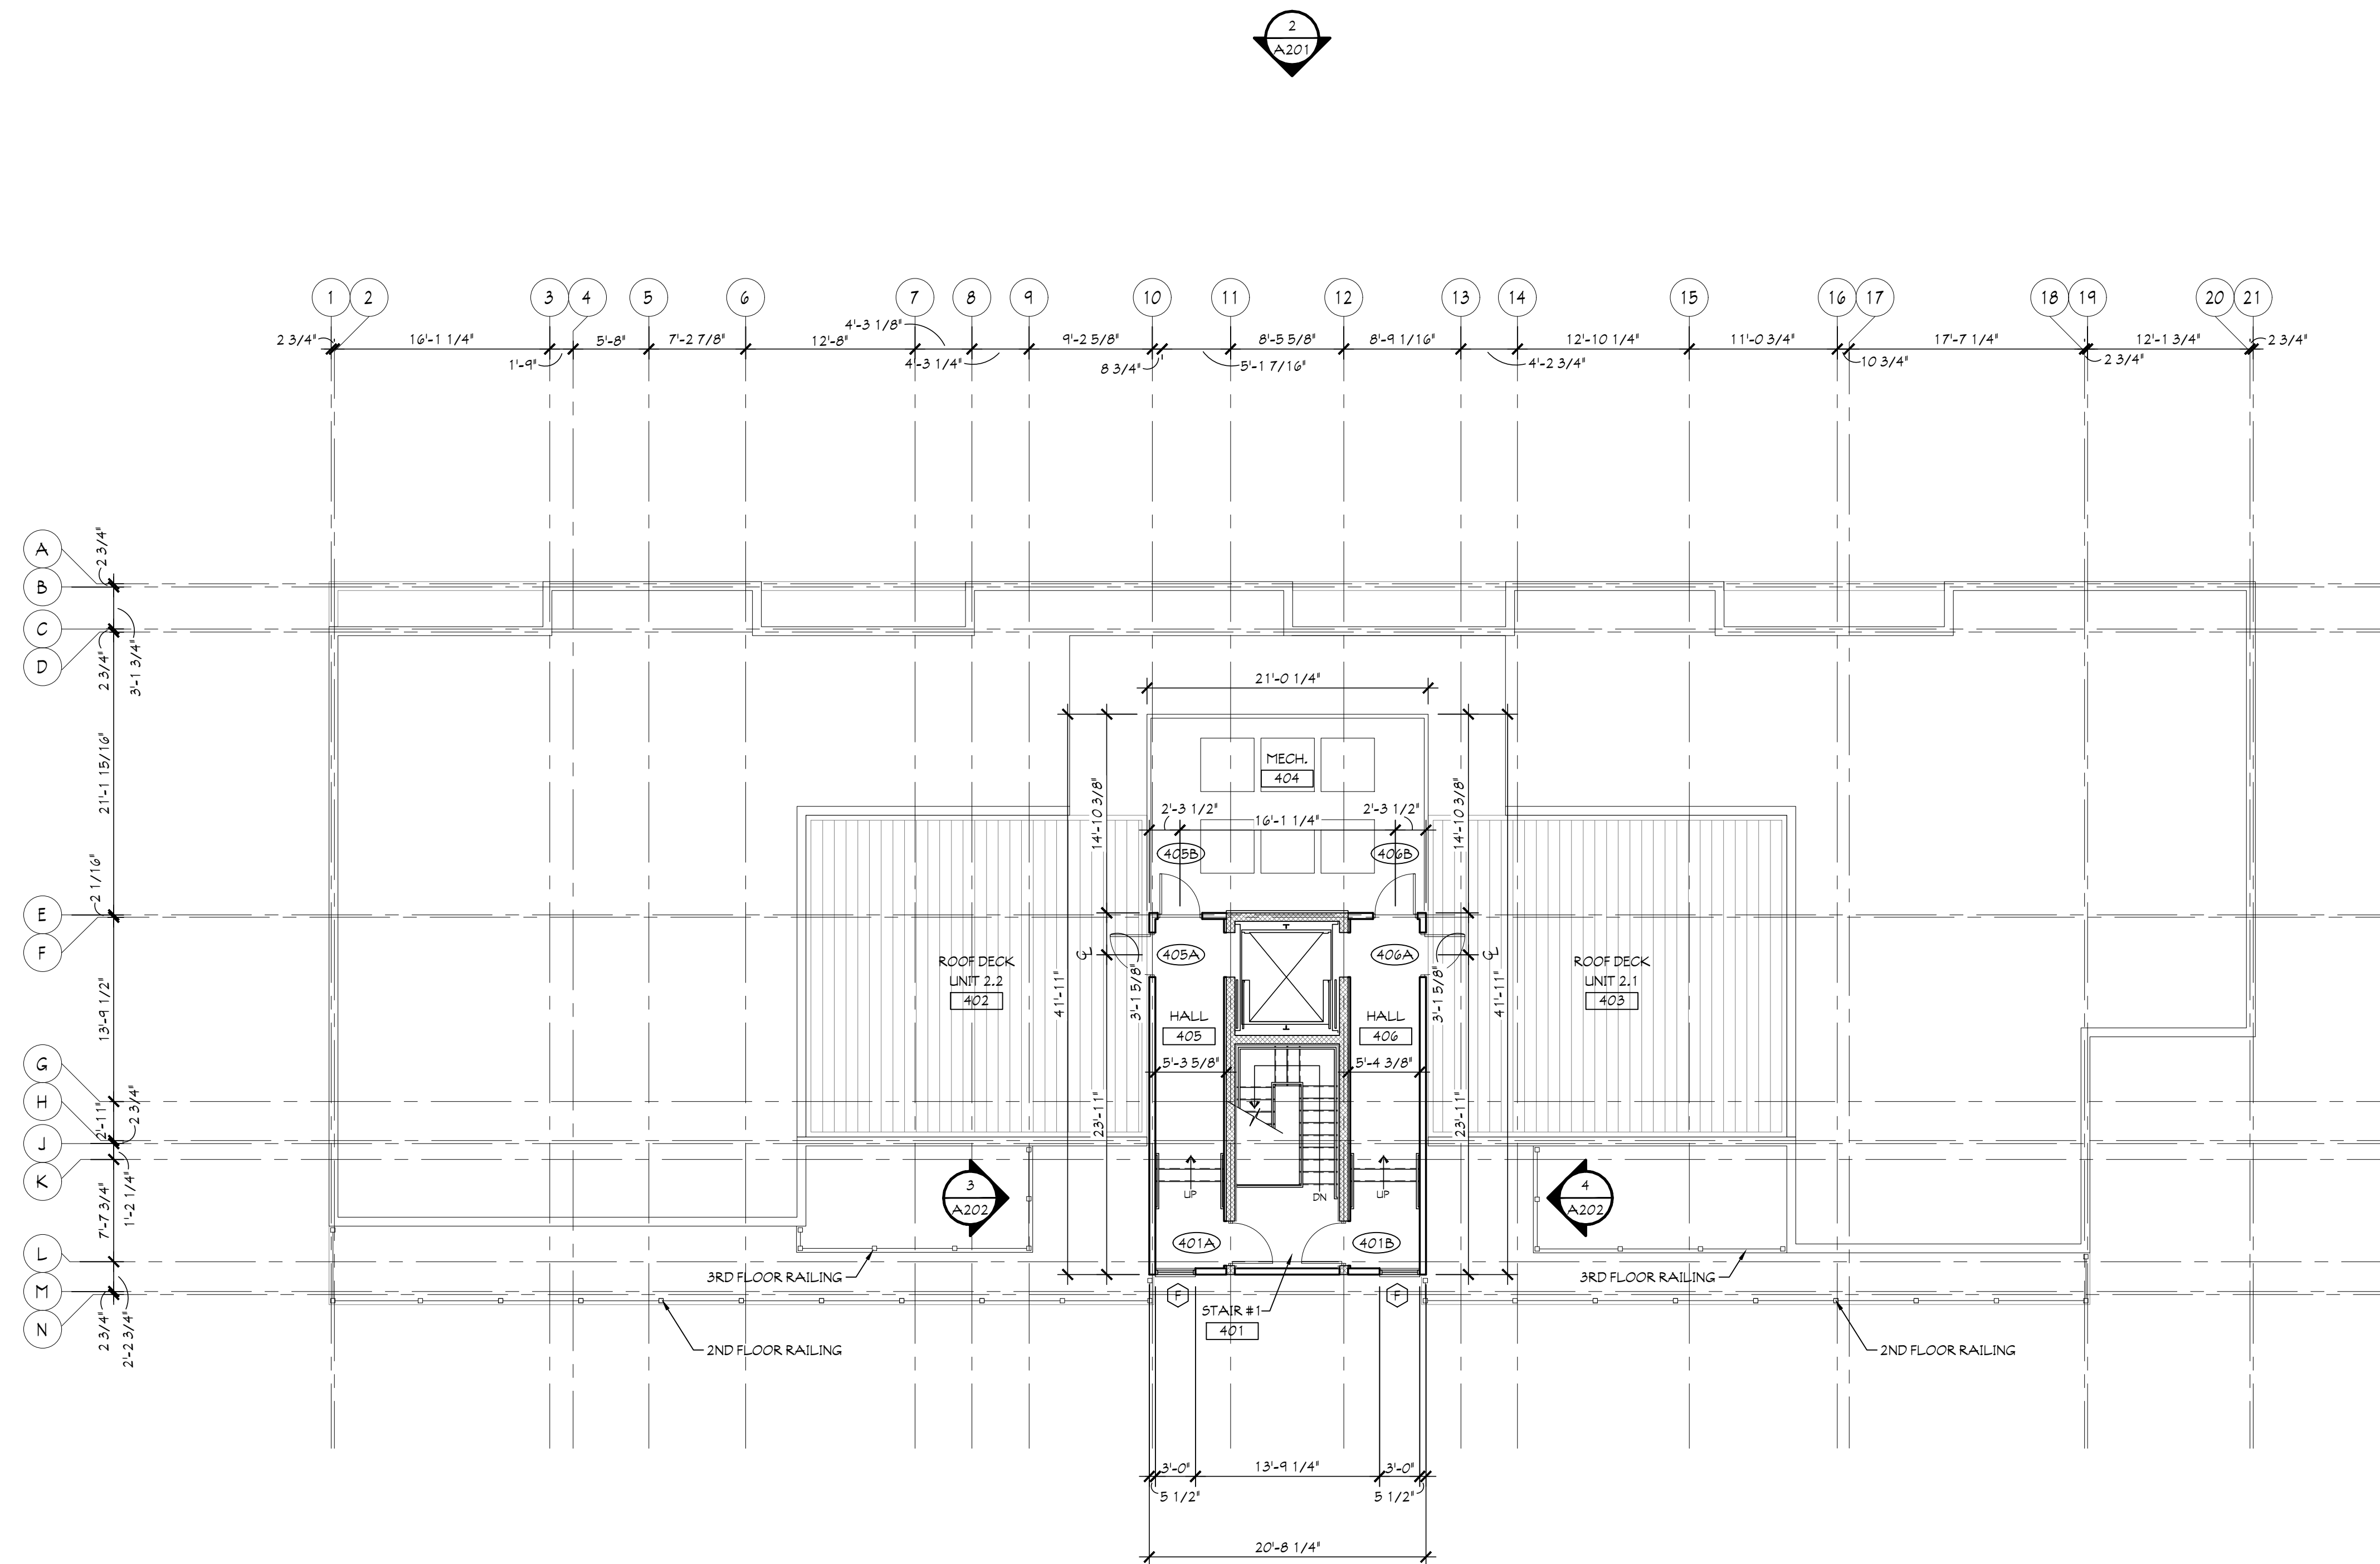 2
A201
1
2
3
4
5
6
7
8
9
10
11
12
13
14
15
16
17
18
19
20
21
2 3/4"
16'-1 1/4"
1'-9"
5'-8"
7'-2 7/8"
12'-8"
4'-3 1/8"
4'-3 1/4"
9'-2 5/8"
8 3/4"
5'-1 7/16"
8'-5 5/8"
8'-9 1/16"
4'-2 3/4"
12'-10 1/4"
11'-0 3/4"
10 3/4"
17'-7 1/4"
2 3/4"
12'-1 3/4"
2 3/4"
A
B
C
D
E
F
G
H
J
K
L
M
N
2 3/4"
3'-1 3/4"
2 3/4"
21'-1 15/16"
2 1/16"
13'-9 1/2"
2'-11"
2 3/4"
1'-2 1/4"
7'-7 3/4"
2 3/4"
2'-2 3/4"
21'-0 1/4"
MECH.
404
2'-3 1/2"
16'-1 1/4"
2'-3 1/2"
14'-10 3/8"
14'-10 3/8"
405B
406B
405A
406A
CL
CL
3'-1 5/8"
3'-1 5/8"
41'-11"
41'-11"
ROOF DECK
UNIT 2.2
402
ROOF DECK
UNIT 2.1
403
HALL
405
HALL
406
5'-3 5/8"
5'-4 3/8"
23'-11"
23'-11"
UP
DN
UP
3
A202
4
A202
401A
401B
3RD FLOOR RAILING
3RD FLOOR RAILING
F
F
STAIR #1
401
2ND FLOOR RAILING
2ND FLOOR RAILING
3'-0"
13'-9 1/4"
3'-0"
5 1/2"
5 1/2"
20'-8 1/4"